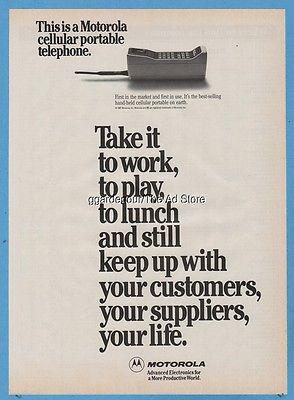 This is a Motorola
cellular portable
telephone.
First in the market and first in use. It's the best-selling
hand-held cellular portable on earth.
Take it
to work,
to play,
ggardenour/The Ad Store
to lunch
and still
keep up with
your customers,
your suppliers,
your life.
MOTOROLA
Advanced Electronics for
a More Productive World.